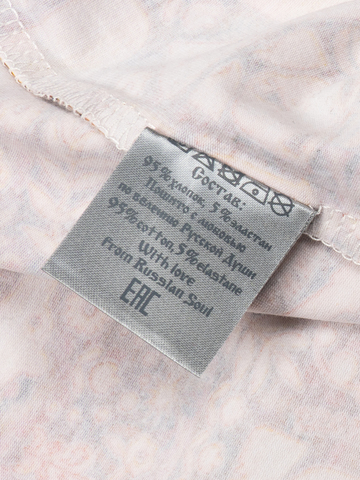 Состав:
95% хлопок, 5% эластан
Пошито с любовью
по велению Русской Души
95% cotton, 5% elastane
With love
From Russian Soul
EAC